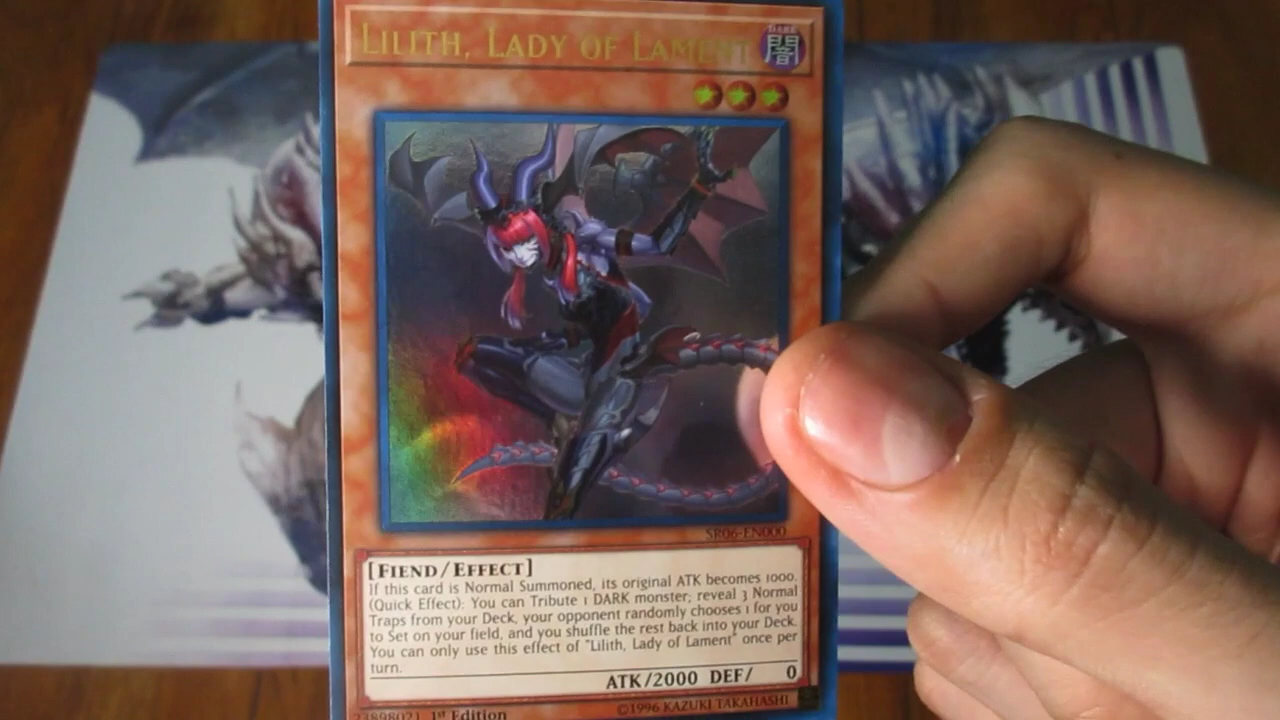 LILITH, LADY OF LAMENT
DARK
闇
SR06-EN000
[FIEND/EFFECT]
If this card is Normal Summoned, its original ATK becomes 1000.
(Quick Effect): You can Tribute 1 DARK monster; reveal 3 Normal
Traps from your Deck, your opponent randomly chooses 1 for you
to Set on your field, and you shuffle the rest back into your Deck.
You can only use this effect of "Lilith, Lady of Lament" once per
turn.
ATK/2000 DEF/ 0
23898021 1st Edition
©1996 KAZUKI TAKAHASHI